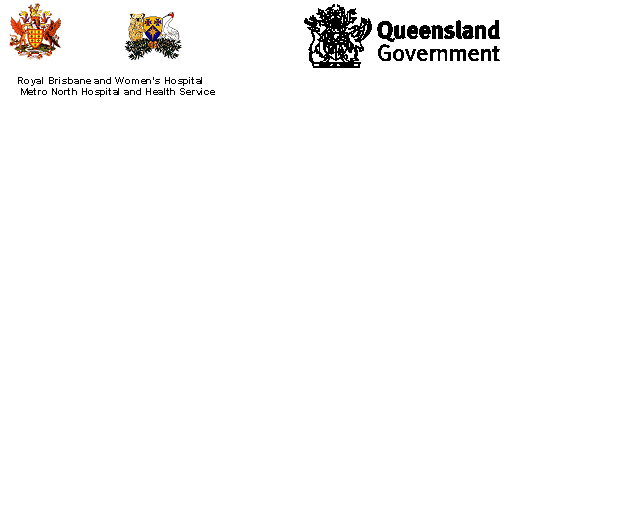 Queensland
Government
Royal Brisbane and Women's Hospital
Metro North Hospital and Health Service